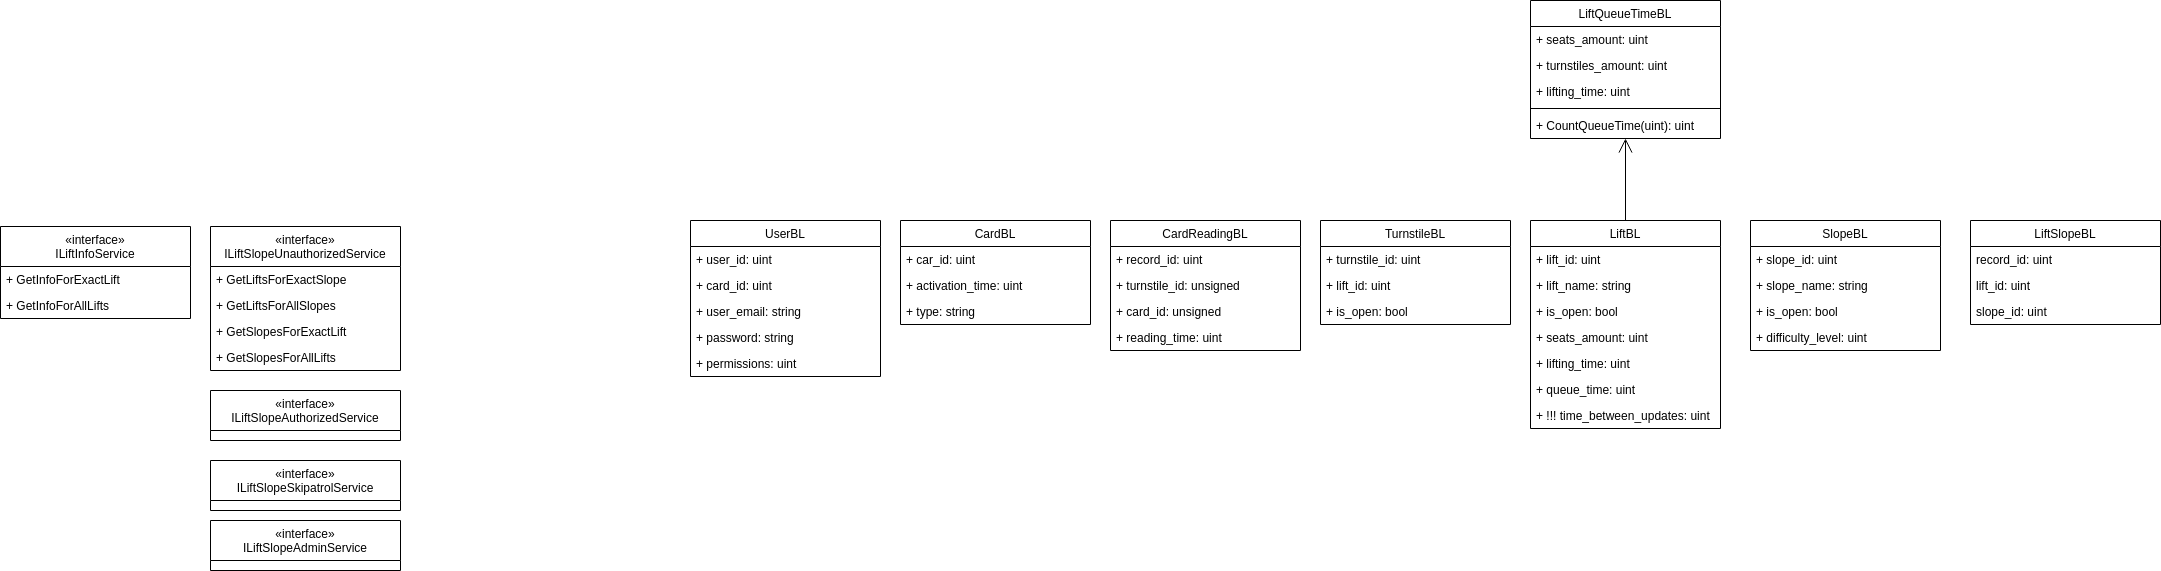 LiftQueueTimeBL
+ seats_amount: uint
+ turnstiles_amount: uint
+ lifting_time: uint
+ CountQueueTime(uint): uint
«interface»
ILiftInfoService
+ GetInfoForExactLift
+ GetInfoForAllLifts
«interface»
ILiftSlopeUnauthorizedService
+ GetLiftsForExactSlope
+ GetLiftsForAllSlopes
+ GetSlopesForExactLift
+ GetSlopesForAllLifts
«interface»
ILiftSlopeAuthorizedService
«interface»
ILiftSlopeSkipatrolService
«interface»
ILiftSlopeAdminService
UserBL
+ user_id: uint
+ card_id: uint
+ user_email: string
+ password: string
+ permissions: uint
CardBL
+ car_id: uint
+ activation_time: uint
+ type: string
CardReadingBL
+ record_id: uint
+ turnstile_id: unsigned
+ card_id: unsigned
+ reading_time: uint
TurnstileBL
+ turnstile_id: uint
+ lift_id: uint
+ is_open: bool
LiftBL
+ lift_id: uint
+ lift_name: string
+ is_open: bool
+ seats_amount: uint
+ lifting_time: uint
+ queue_time: uint
+ !!! time_between_updates: uint
SlopeBL
+ slope_id: uint
+ slope_name: string
+ is_open: bool
+ difficulty_level: uint
LiftSlopeBL
record_id: uint
lift_id: uint
slope_id: uint